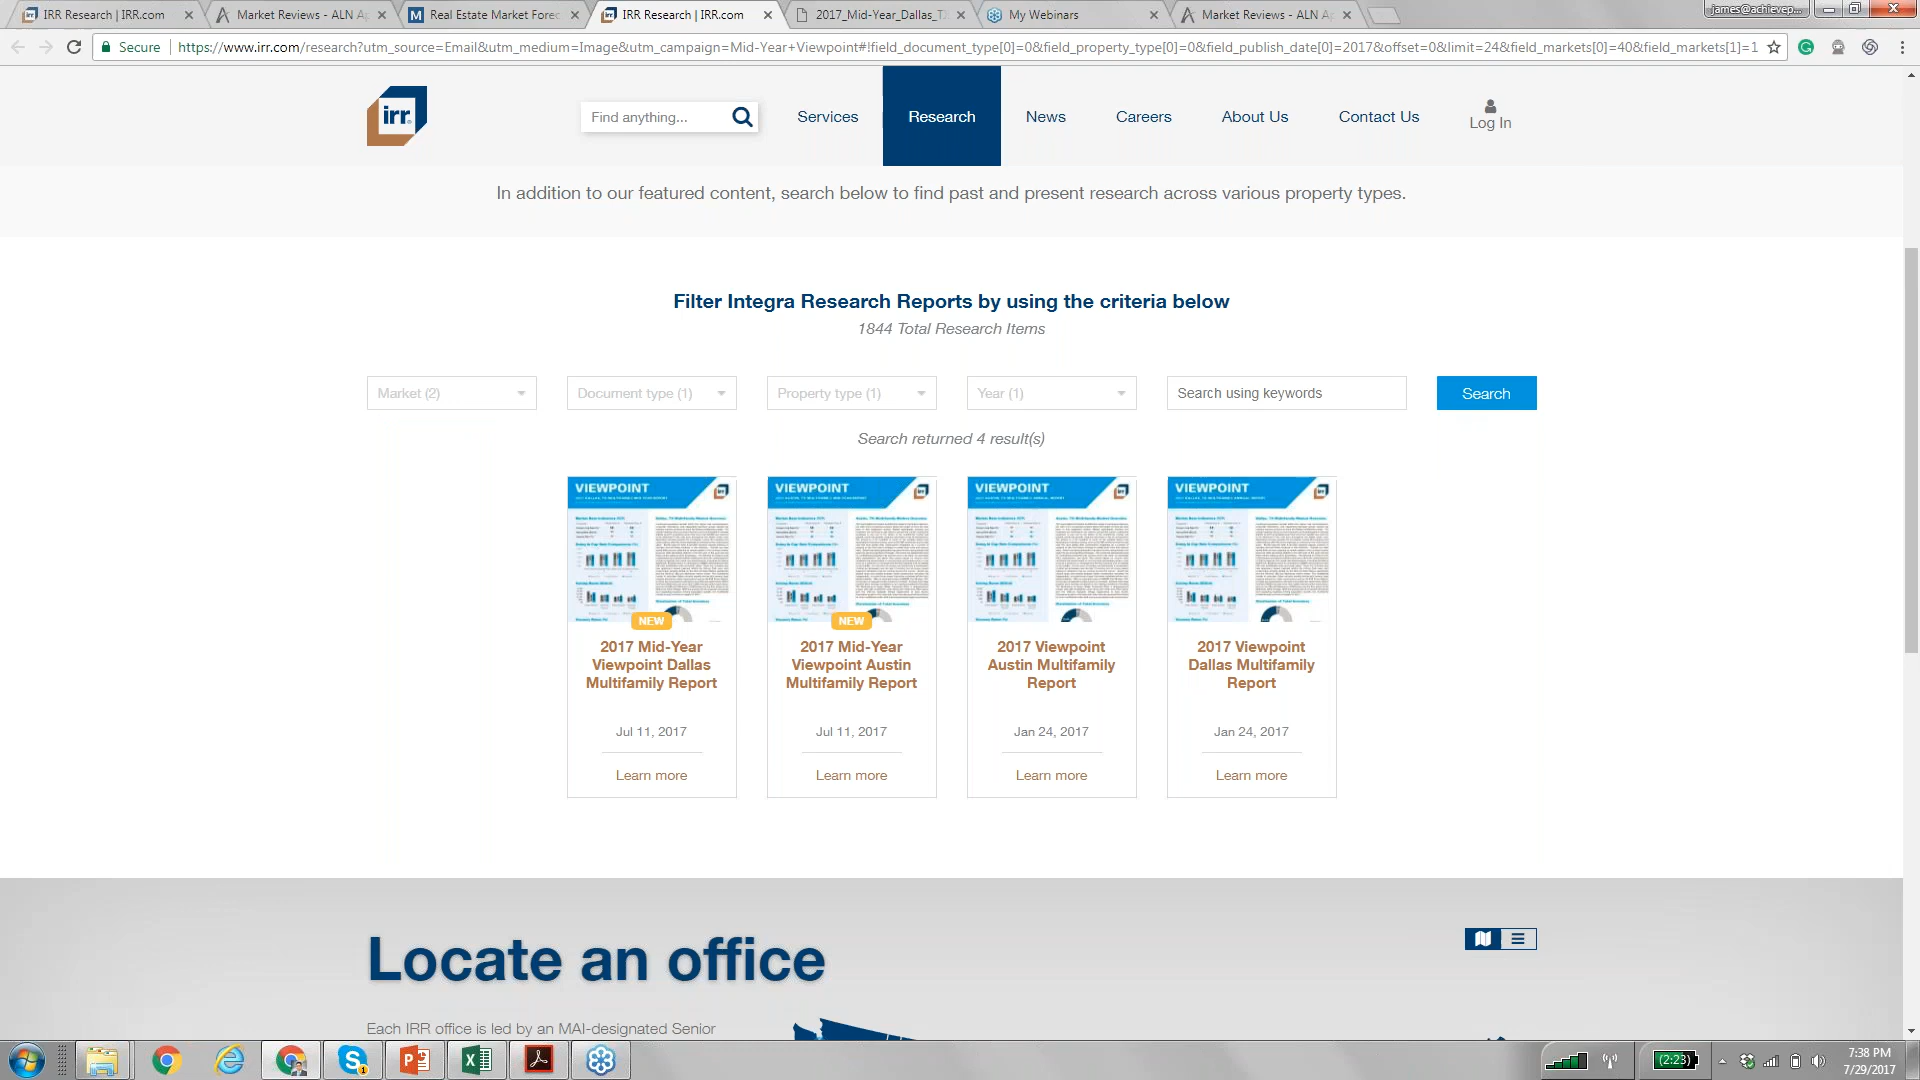 IRR Research | IRR.com
Market Reviews - ALN Ap
Real Estate Market Forec
IRR Research | IRR.com
2017_Mid-Year_Dallas_T
My Webinars
Market Reviews - ALN Ap
james@achievep...
Secure
https://www.irr.com/research?utm_source=Email&utm_medium=Image&utm_campaign=Mid-Year+Viewpoint#!field_document_type[0]=0&field_property_type[0]=0&field_publish_date[0]=2017&offset=0&limit=24&field_markets[0]=40&field_markets[1]=1
irr.
Find anything...
Services
Research
News
Careers
About Us
Contact Us
Log In
In addition to our featured content, search below to find past and present research across various property types.
Filter Integra Research Reports by using the criteria below
1844 Total Research Items
Market (2)
Document type (1)
Property type (1)
Year (1)
Search using keywords
Search
Search returned 4 result(s)
VIEWPOINT
irr
NEW
2017 Mid-Year
Viewpoint Dallas
Multifamily Report
Jul 11, 2017
Learn more
VIEWPOINT
irr
NEW
2017 Mid-Year
Viewpoint Austin
Multifamily Report
Jul 11, 2017
Learn more
VIEWPOINT
irr
2017 Viewpoint
Austin Multifamily
Report
Jan 24, 2017
Learn more
VIEWPOINT
irr
2017 Viewpoint
Dallas Multifamily
Report
Jan 24, 2017
Learn more
Locate an office
Each IRR office is led by an MAI-designated Senior
(2:23)
7:38 PM
7/29/2017